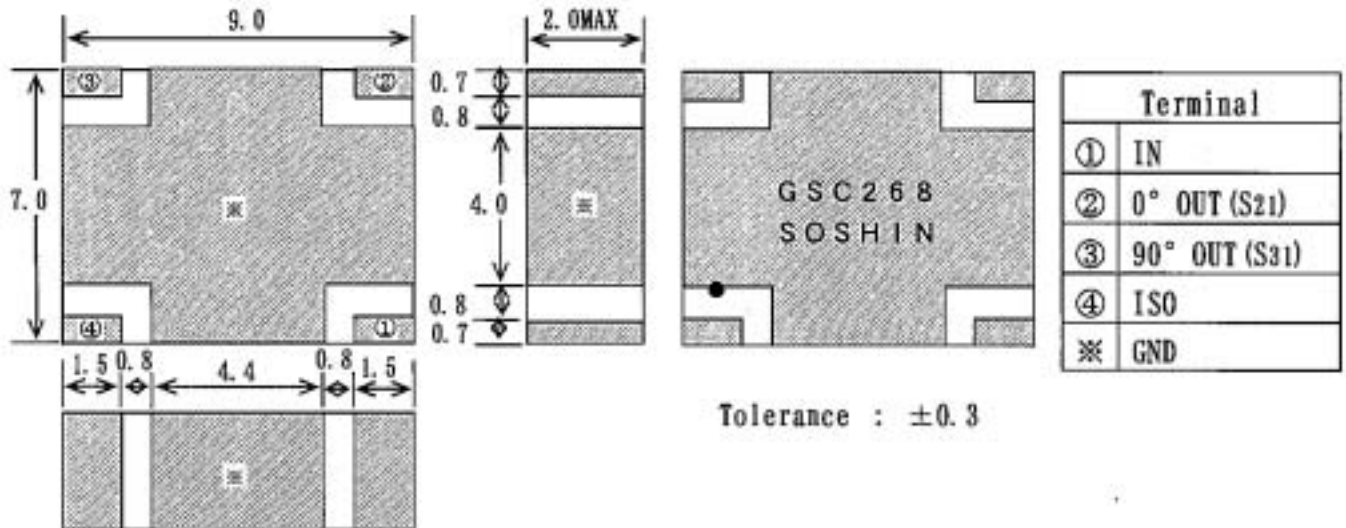 9.0
2.0MAX
③
②
0.7
0.8
7.0
※
4.0
※
0.8
0.7
④
①
1.5
0.8
4.4
0.8
1.5
※
GSC268
SOSHIN
Terminal
① IN
② 0° OUT (S21)
③ 90° OUT (S31)
④ ISO
※ GND
Tolerance : ±0.3